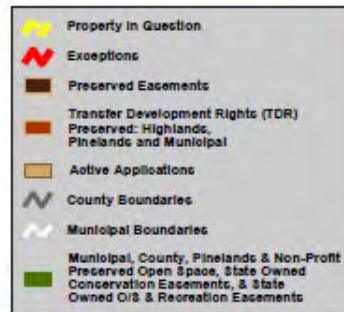 Property In Question
Exceptions
Preserved Easements
Transfer Development Rights (TDR)
Preserved: Highlands,
Pinelands and Municipal
Active Applications
County Boundaries
Municipal Boundaries
Municipal, County, Pinelands & Non-Profit
Preserved Open Space, State Owned
Conservation Easements, & State
Owned O/S & Recreation Easements